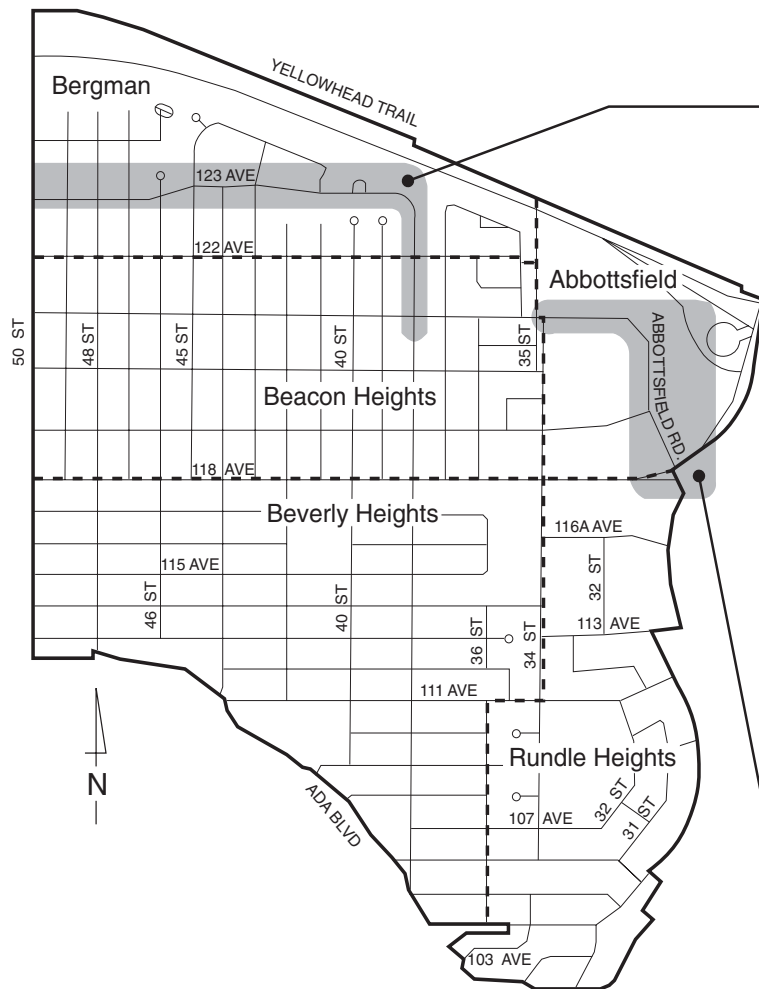 Bergman
YELLOWHEAD TRAIL
123 AVE
122 AVE
Abbottsfield
50 ST
48 ST
45 ST
40 ST
35 ST
ABBOTTSFIELD RD.
Beacon Heights
118 AVE
Beverly Heights
116A AVE
115 AVE
32 ST
46 ST
40 ST
36 ST
34 ST
113 AVE
111 AVE
N
Rundle Heights
ADA BLVD
107 AVE
32 ST
31 ST
103 AVE